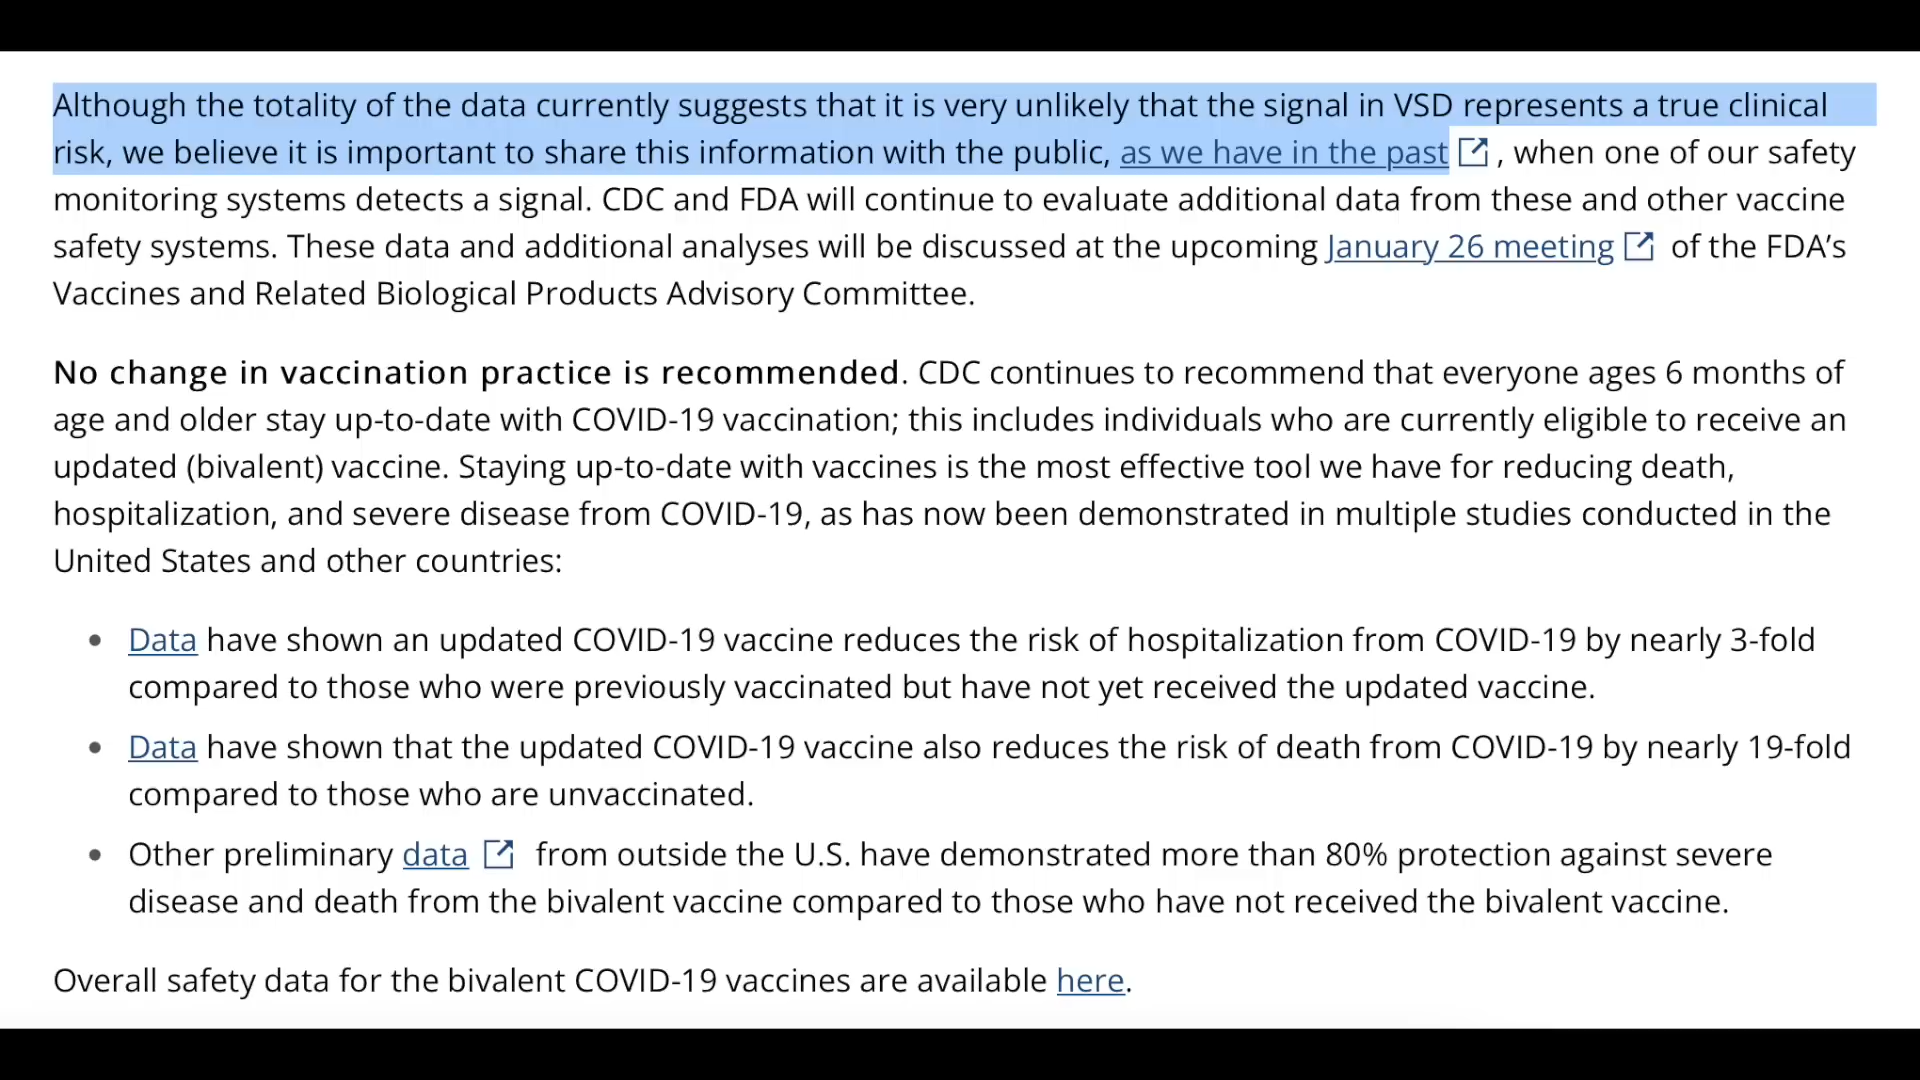 Although the totality of the data currently suggests that it is very unlikely that the signal in VSD represents a true clinical
risk, we believe it is important to share this information with the public, as we have in the past , when one of our safety
monitoring systems detects a signal. CDC and FDA will continue to evaluate additional data from these and other vaccine
safety systems. These data and additional analyses will be discussed at the upcoming January 26 meeting of the FDA’s
Vaccines and Related Biological Products Advisory Committee.
No change in vaccination practice is recommended. CDC continues to recommend that everyone ages 6 months of
age and older stay up-to-date with COVID-19 vaccination; this includes individuals who are currently eligible to receive an
updated (bivalent) vaccine. Staying up-to-date with vaccines is the most effective tool we have for reducing death,
hospitalization, and severe disease from COVID-19, as has now been demonstrated in multiple studies conducted in the
United States and other countries:
• Data have shown an updated COVID-19 vaccine reduces the risk of hospitalization from COVID-19 by nearly 3-fold
compared to those who were previously vaccinated but have not yet received the updated vaccine.
• Data have shown that the updated COVID-19 vaccine also reduces the risk of death from COVID-19 by nearly 19-fold
compared to those who are unvaccinated.
• Other preliminary data from outside the U.S. have demonstrated more than 80% protection against severe
disease and death from the bivalent vaccine compared to those who have not received the bivalent vaccine.
Overall safety data for the bivalent COVID-19 vaccines are available here.